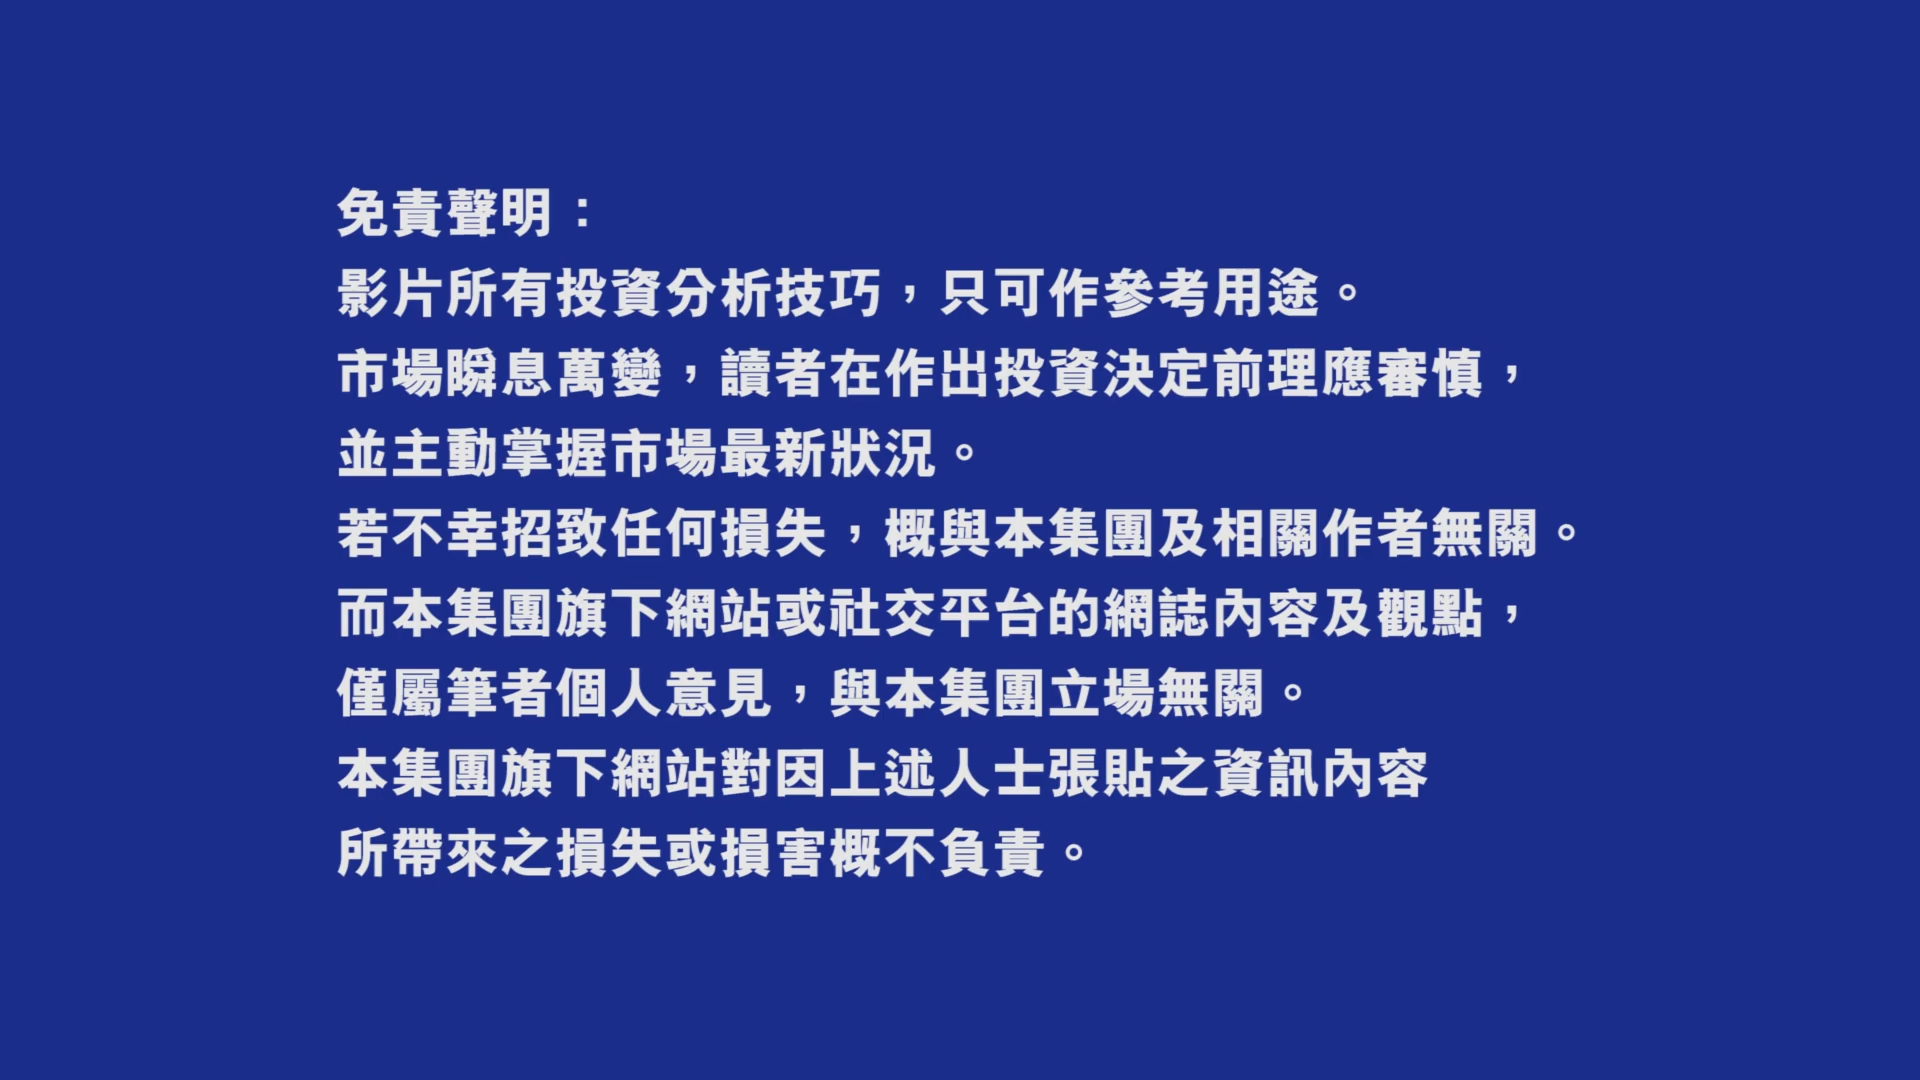 免責聲明：
影片所有投資分析技巧，只可作參考用途。
市場瞬息萬變，讀者在作出投資決定前理應審慎，
並主動掌握市場最新狀況。
若不幸招致任何損失，概與本集團及相關作者無關。
而本集團旗下網站或社交平台的網誌內容及觀點，
僅屬筆者個人意見，與本集團立場無關。
本集團旗下網站對因上述人士張貼之資訊內容
所帶來之損失或損害概不負責。